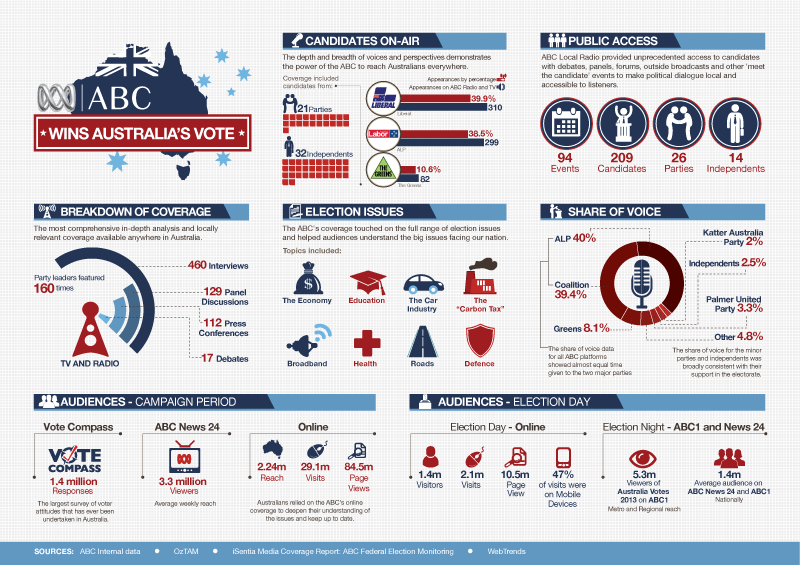 ABC
WINS AUSTRALIA'S VOTE
CANDIDATES ON-AIR
The depth and breadth of voices and perspectives demonstrates
the power of the ABC to reach Australians everywhere.
Coverage included
candidates from:
21 Parties
32 Independents
Appearances by percentage
Appearances on ABC Radio and TV
LIBERAL
39.9%
310
Liberal
Labor
38.5%
299
ALP
THE
GREENS
10.6%
82
The Greens
PUBLIC ACCESS
ABC Local Radio provided unprecedented access to candidates
with debates, panels, forums, outside broadcasts and other 'meet
the candidate' events to make political dialogue local and
accessible to listeners.
94
Events
209
Candidates
26
Parties
14
Independents
BREAKDOWN OF COVERAGE
The most comprehensive in-depth analysis and locally
relevant coverage available anywhere in Australia.
Party leaders featured
160 times
460 Interviews
129 Panel
Discussions
112 Press
Conferences
17 Debates
TV AND RADIO
ELECTION ISSUES
The ABC's coverage touched on the full range of election issues
and helped audiences understand the big issues facing our nation.
Topics included:
The Economy
Education
The Car
Industry
The
"Carbon Tax"
Broadband
Health
Roads
Defence
SHARE OF VOICE
ALP 40%
Coalition
39.4%
Greens 8.1%
Katter Australia
Party 2%
Independents 2.5%
Palmer United
Party 3.3%
Other 4.8%
The share of voice data
for all ABC platforms
showed almost equal time
given to the two major parties
The share of voice for the minor
parties and independents was
broadly consistent with their
support in the electorate.
AUDIENCES - CAMPAIGN PERIOD
Vote Compass
VOTE
COMPASS
1.4 million
Responses
The largest survey of voter
attitudes that has ever been
undertaken in Australia.
ABC News 24
3.3 million
Viewers
Average weekly reach
Online
2.24m
Reach
29.1m
Visits
84.5m
Page
Views
Australians relied on the ABC's online
coverage to deepen their understanding of
the issues and keep up to date.
AUDIENCES - ELECTION DAY
Election Day - Online
1.4m
Visitors
2.1m
Visits
10.5m
Page
View
47%
of visits were
on Mobile
Devices
Election Night - ABC1 and News 24
5.3m
Viewers of
Australia Votes
2013 on ABC1
Metro and Regional reach
1.4m
Average audience on
ABC News 24 and ABC1
Nationally
SOURCES: ABC Internal data • OzTAM • iSentia Media Coverage Report: ABC Federal Election Monitoring • WebTrends